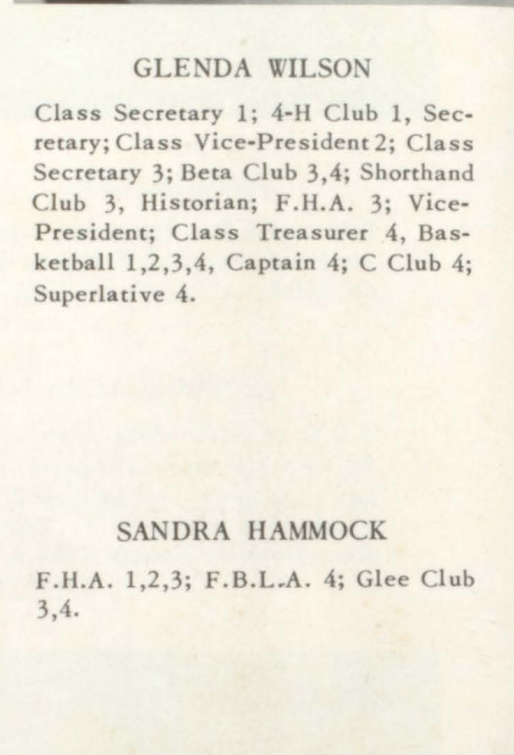 GLENDA WILSON
Class Secretary 1; 4-H Club 1, Sec-
retary; Class Vice-President 2; Class
Secretary 3; Beta Club 3,4; Shorthand
Club 3, Historian; F.H.A. 3; Vice-
President; Class Treasurer 4, Bas-
ketball 1,2,3,4, Captain 4; C Club 4;
Superlative 4.
SANDRA HAMMOCK
F.H.A. 1,2,3; F.B.L.A. 4; Glee Club
3,4.